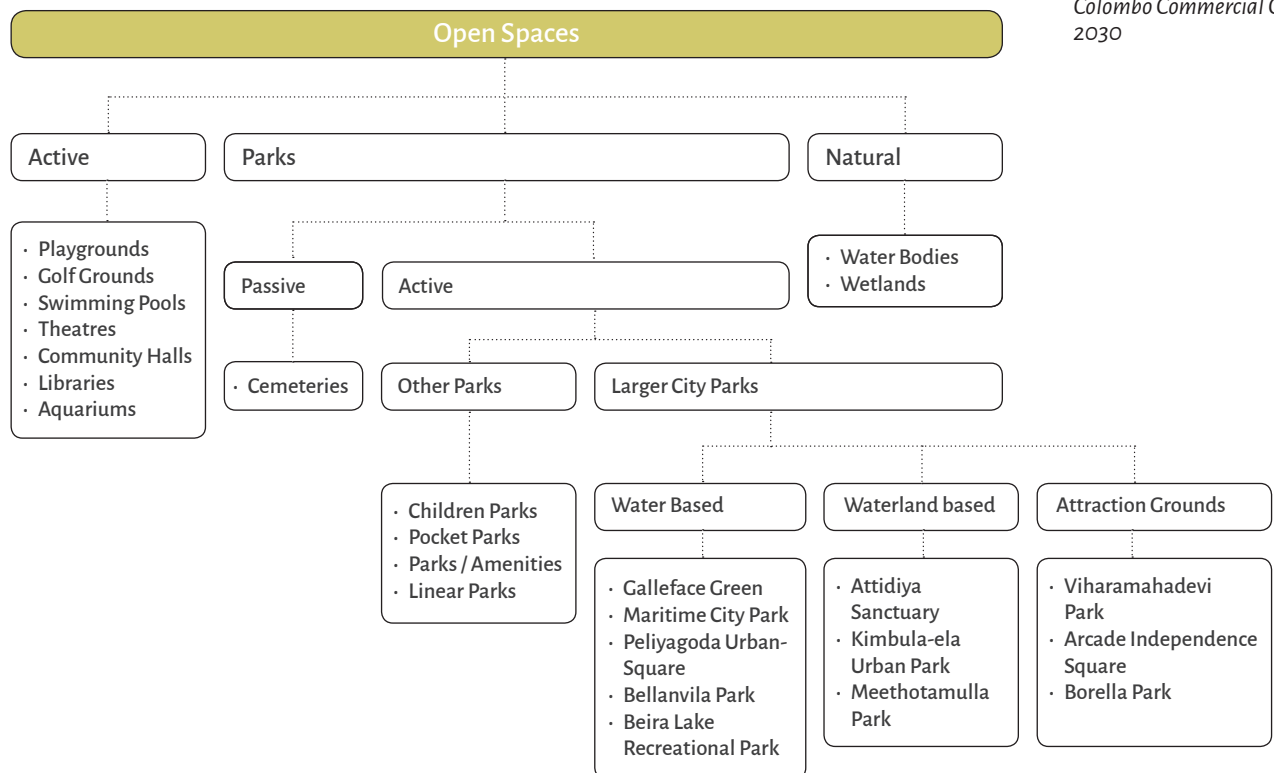 Colombo Commercial
2030
Open Spaces
Active
Parks
Natural
· Playgrounds
· Golf Grounds
· Swimming Pools
· Theatres
· Community Halls
· Libraries
· Aquariums
· Water Bodies
· Wetlands
Passive
Active
· Cemeteries
Other Parks
Larger City Parks
· Children Parks
· Pocket Parks
· Parks / Amenities
· Linear Parks
Water Based
Waterland based
Attraction Grounds
· Galleface Green
· Maritime City Park
· Peliyagoda Urban-
Square
· Bellanvila Park
· Beira Lake
Recreational Park
· Attidiya
Sanctuary
· Kimbula-ela
Urban Park
· Meethotamulla
Park
· Viharamahadevi
Park
· Arcade Independence
Square
· Borella Park